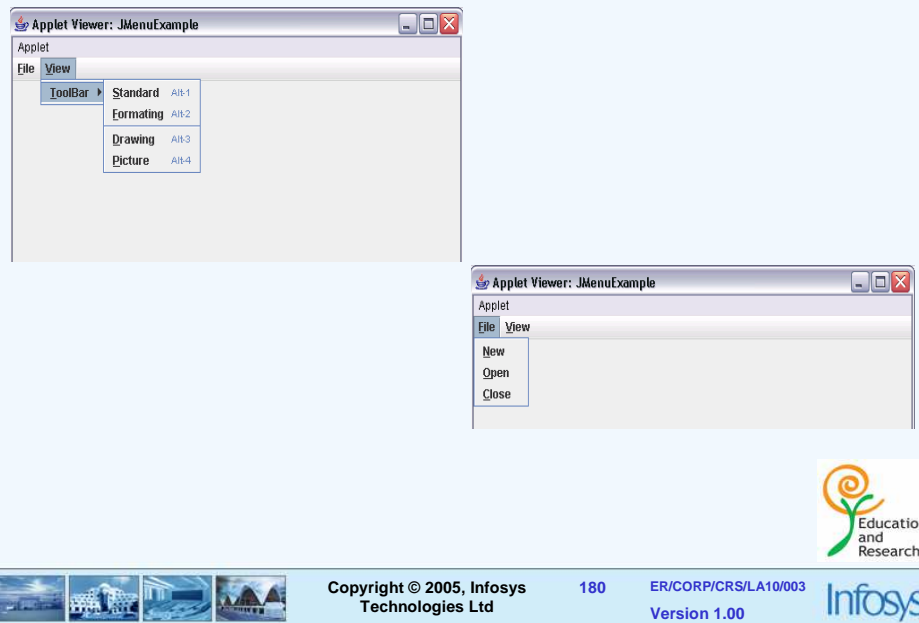 Applet Viewer: JMenuExample
Applet
File View
ToolBar Standard Alt-1
Formating Alt-2
Drawing Alt-3
Picture Alt-4
Applet Viewer: JMenuExample
Applet
File View
New
Open
Close
Educatio
and
Research
Copyright © 2005, Infosys
Technologies Ltd
180
ER/CORP/CRS/LA10/003
Version 1.00
Infosys